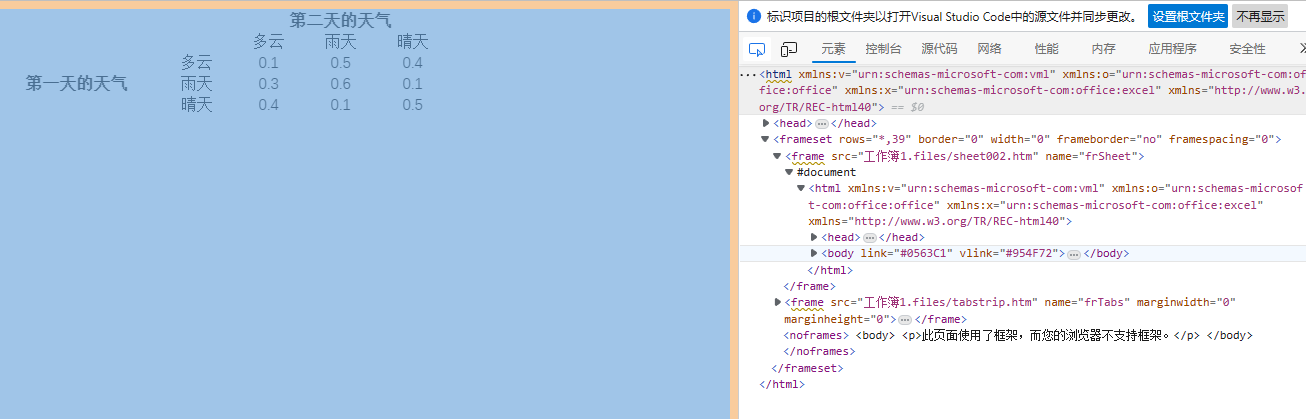 第二天的天气
多云 雨天 晴天
多云 0.1 0.5 0.4
第一天的天气 雨天 0.3 0.6 0.1
晴天 0.4 0.1 0.5
标识项目的根文件夹以打开Visual Studio Code中的源文件并同步更改。 设置根文件夹 不再显示
元素 控制台 源代码 网络 性能 内存 应用程序 安全性
<html xmlns:v="urn:schemas-microsoft-com:vml" xmlns:o="urn:schemas-microsoft-com:of
fice:office" xmlns:x="urn:schemas-microsoft-com:office:excel" xmlns="http://www.w3.
org/TR/REC-html40"> == $0
<head> </head>
<frameset rows="*,39" border="0" width="0" frameborder="no" framespacing="0">
<frame src="工作簿1.files/sheet002.htm" name="frSheet">
#document
<html xmlns:v="urn:schemas-microsoft-com:vml" xmlns:o="urn:schemas-microsof
t-com:office:office" xmlns:x="urn:schemas-microsoft-com:office:excel"
xmlns="http://www.w3.org/TR/REC-html40">
<head> </head>
<body link="#0563C1" vlink="#954F72"> </body>
</html>
</frame>
<frame src="工作簿1.files/tabstrip.htm" name="frTabs" marginwidth="0"
marginheight="0"> </frame>
<noframes> <body> <p>此页面使用了框架，而您的浏览器不支持框架。</p> </body>
</noframes>
</frameset>
</html>